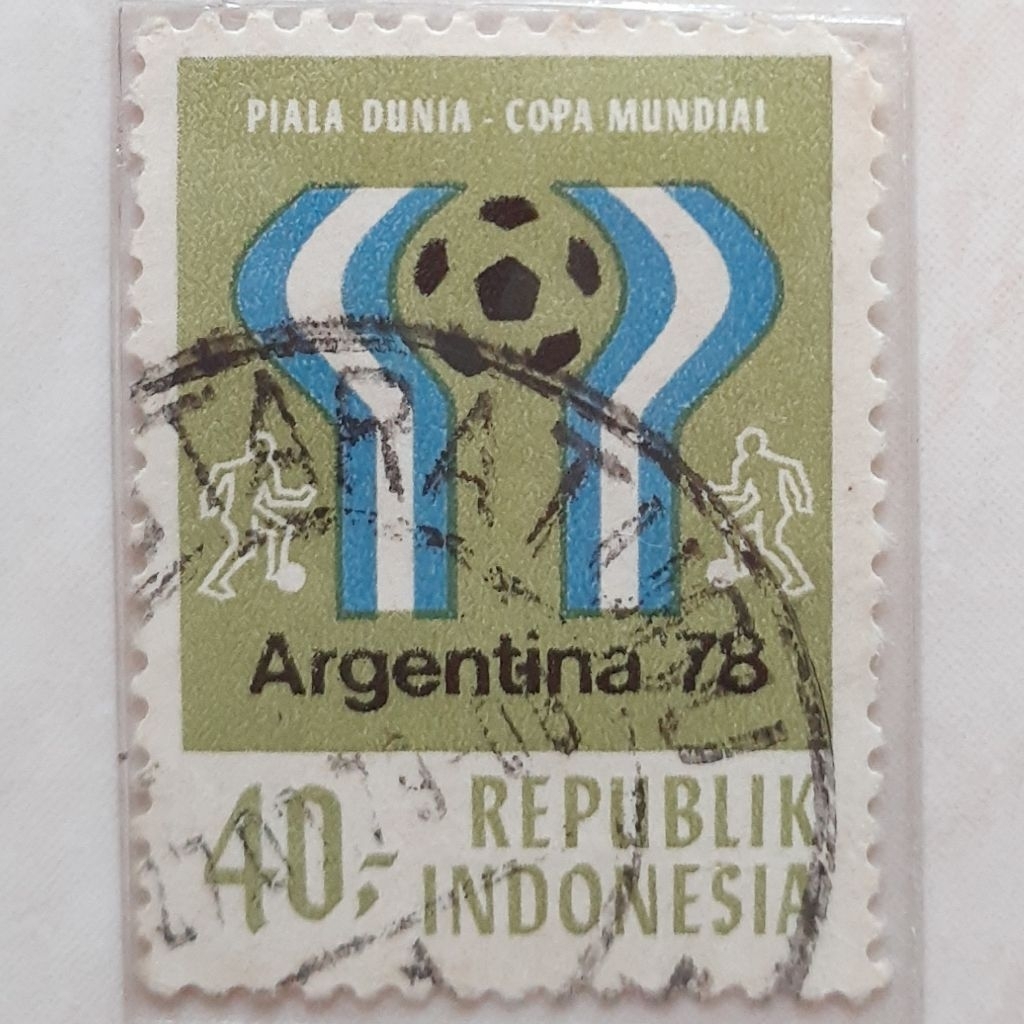 PIALA DUNIA - COPA MUNDIAL
Argentina 78
40,-
REPUBLIK
INDONESIA